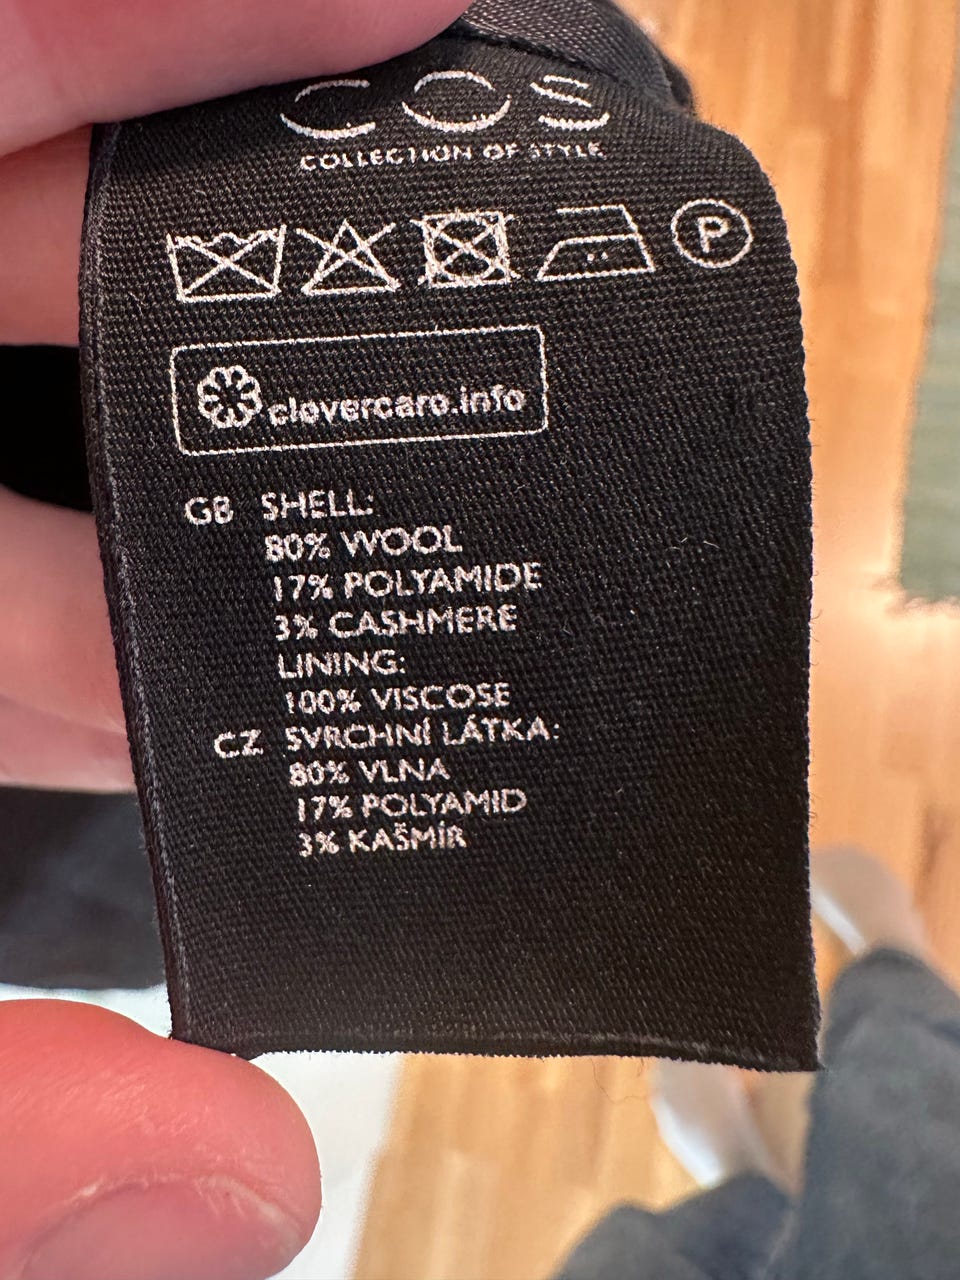 COS
COLLECTION OF STYLE
P
clevercare.info
GB SHELL:
80% WOOL
17% POLYAMIDE
3% CASHMERE
LINING:
100% VISCOSE
CZ SVRCHNÍ LÁTKA:
80% VLNA
17% POLYAMID
3% KAŠMÍR